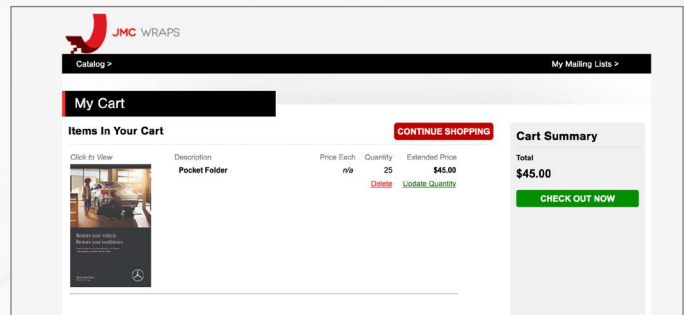 JMC WRAPS
Catalog > My Mailing Lists >
My Cart
Items In Your Cart
CONTINUE SHOPPING
Click to View Description Price Each Quantity Extended Price
Pocket Folder n/a 25 $45.00
Delete Update Quantity
Restore your vehicle.
Restore your confidence.
Cart Summary
Total
$45.00
CHECK OUT NOW